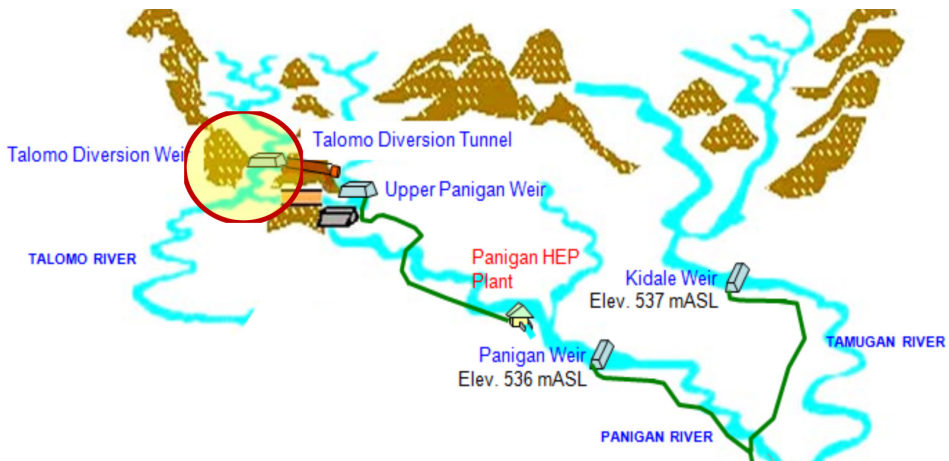 Talomo Diversion Tunnel
Talomo Diversion Weir
Upper Panigan Weir
TALOMO RIVER
Panigan HEP
Plant
Kidale Weir
Elev. 537 mASL
TAMUGAN RIVER
Panigan Weir
Elev. 536 mASL
PANIGAN RIVER